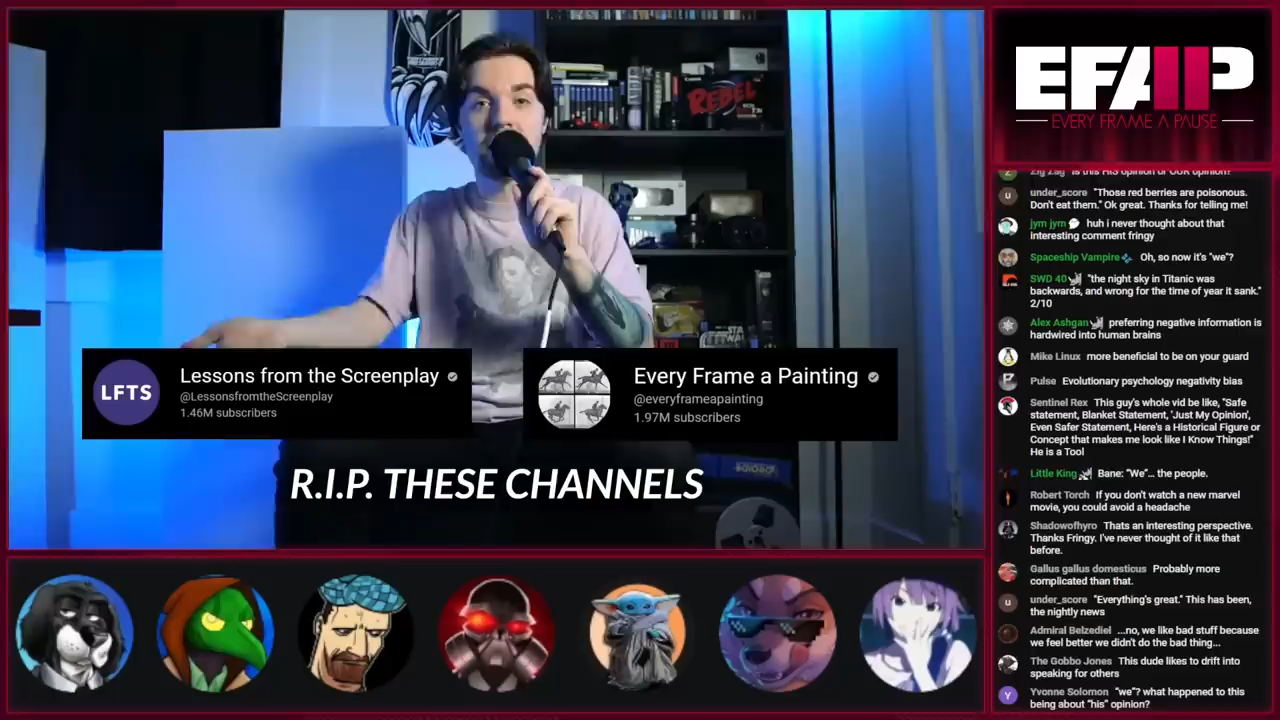 REBEL
STAR
LFTS
Lessons from the Screenplay
@LessonsfromtheScreenplay
1.46M subscribers
Every Frame a Painting
@everyframeapainting
1.97M subscribers
R.I.P. THESE CHANNELS
EFAP
EVERY FRAME A PAUSE
Zig Zag Is this HIS opinion or OUR opinion?
under_score "Those red berries are poisonous.
Don't eat them." Ok great. Thanks for telling me!
jym jym huh i never thought about that
interesting comment fringy
Spaceship Vampire Oh, so now it's "we"?
SWD 40 "the night sky in Titanic was
backwards, and wrong for the time of year it sank."
2/10
Alex Ashgan preferring negative information is
hardwired into human brains
Mike Linux more beneficial to be on your guard
Pulse Evolutionary psychology negativity bias
Sentinel Rex This guy's whole vid be like, "Safe
statement, Blanket Statement, 'Just My Opinion',
Even Safer Statement, Here's a Historical Figure or
Concept that makes me look like I Know Things!"
He is a Tool
Little King Bane: "We"... the people.
Robert Torch If you don't watch a new marvel
movie, you could avoid a headache
Shadowofhyro Thats an interesting perspective.
Thanks Fringy. I've never thought of it like that
before.
Gallus gallus domesticus Probably more
complicated than that.
u under_score "Everything's great." This has been,
the nightly news
Admiral Belzediel ...no, we like bad stuff because
we feel better we didn't do the bad thing...
The Gobbo Jones This dude likes to drift into
speaking for others
Y Yvonne Solomon "we"? what happened to this
being about "his" opinion?